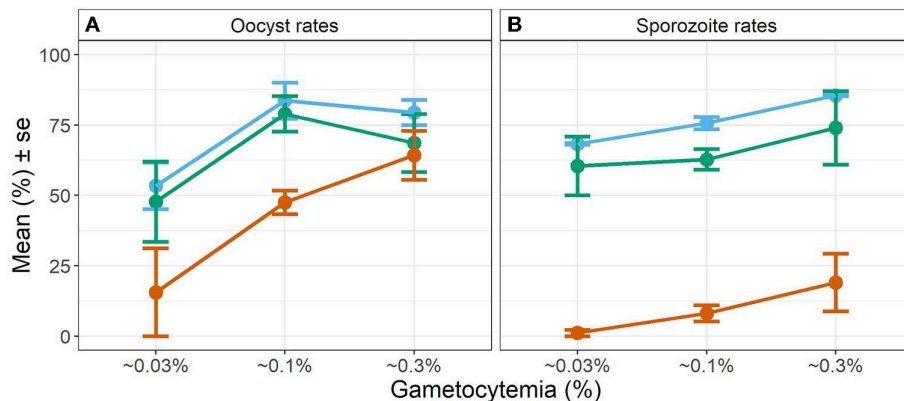 A Oocyst rates
B Sporozoite rates
Mean (%) ± se
100
75
50
25
0
~0.03% ~0.1% ~0.3%
~0.03% ~0.1% ~0.3%
Gametocytemia (%)